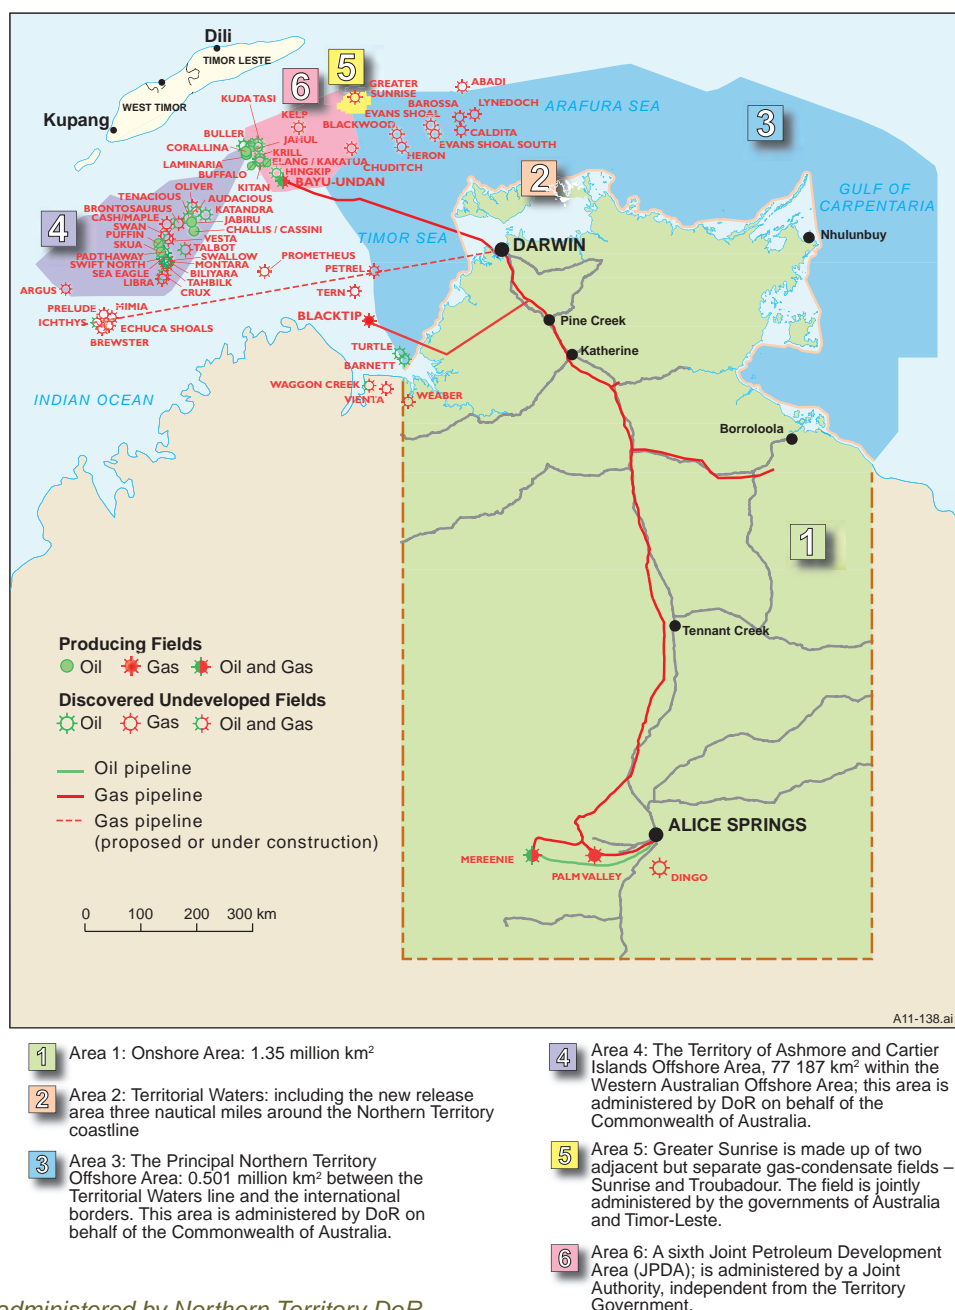 Dili
TIMOR LESTE
WEST TIMOR
Kupang
6
5
GREATER
SUNRISE
ABADI
KUDA TASI
KELP
BAROSSA
LYNEDOCH
ARAFURA SEA
EVANS SHOAL
BLACKWOOD
3
BULLER
JAHUL
CALDITA
CORALLINA
KRILL
EVANS SHOAL SOUTH
LAMINARIA
ELANG / KAKATUA
HERON
BUFFALO
HINGKIP
CHUDITCH
KITAN
BAYU-UNDAN
2
OLIVER
TENACIOUS
AUDACIOUS
GULF OF
CARPENTARIA
BRONTOSAURUS
KATANDRA
4
CASH/MAPLE
JABIRU
SWAN
CHALLIS / CASSINI
PUFFIN
VESTA
TIMOR SEA
DARWIN
Nhulunbuy
SKUA
TALBOT
PADTHAWAY
SWALLOW
PROMETHEUS
SWIFT NORTH
MONTARA
PETREL
SEA EAGLE
BILIYARA
LIBRA
TAHBILK
ARGUS
CRUX
TERN
PRELUDE
MIMIA
BLACKTIP
ICHTHYS
ECHUCA SHOALS
Pine Creek
BREWSTER
TURTLE
Katherine
BARNETT
INDIAN OCEAN
WAGGON CREEK
VIENTA
WEABER
Borroloola
1
Tennant Creek
Producing Fields
Oil Gas Oil and Gas
Discovered Undeveloped Fields
Oil Gas Oil and Gas
Oil pipeline
Gas pipeline
Gas pipeline
(proposed or under construction)
ALICE SPRINGS
MEREENIE
PALM VALLEY
DINGO
0 100 200 300 km
A11-138.ai
1 Area 1: Onshore Area: 1.35 million km²
2 Area 2: Territorial Waters: including the new release
area three nautical miles around the Northern Territory
coastline
3 Area 3: The Principal Northern Territory
Offshore Area: 0.501 million km² between the
Territorial Waters line and the international
borders. This area is administered by DoR on
behalf of the Commonwealth of Australia.
4 Area 4: The Territory of Ashmore and Cartier
Islands Offshore Area, 77 187 km² within the
Western Australian Offshore Area; this area is
administered by DoR on behalf of the
Commonwealth of Australia.
5 Area 5: Greater Sunrise is made up of two
adjacent but separate gas-condensate fields –
Sunrise and Troubadour. The field is jointly
administered by the governments of Australia
and Timor-Leste.
6 Area 6: A sixth Joint Petroleum Development
Area (JPDA); is administered by a Joint
Authority, independent from the Territory
Government.
administered by Northern Territory DoR